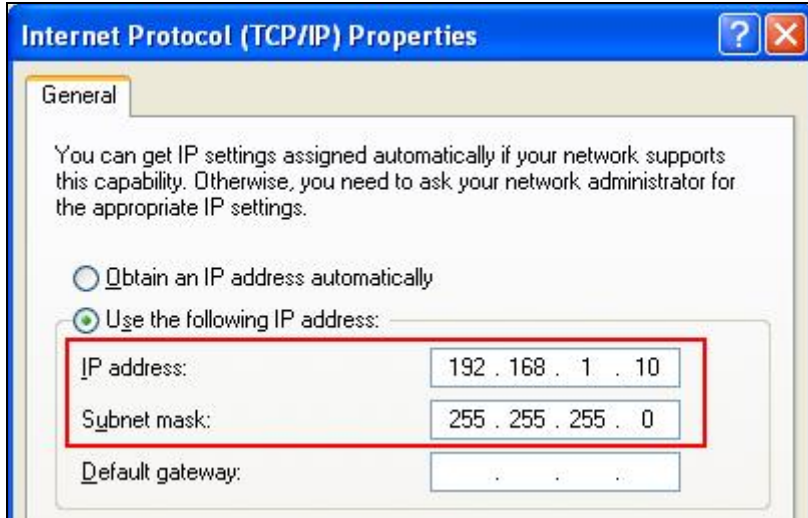 Internet Protocol (TCP/IP) Properties
General
You can get IP settings assigned automatically if your network supports
this capability. Otherwise, you need to ask your network administrator for
the appropriate IP settings.
Obtain an IP address automatically
Use the following IP address:
IP address: 192 . 168 . 1 . 10
Subnet mask: 255 . 255 . 255 . 0
Default gateway: . . .